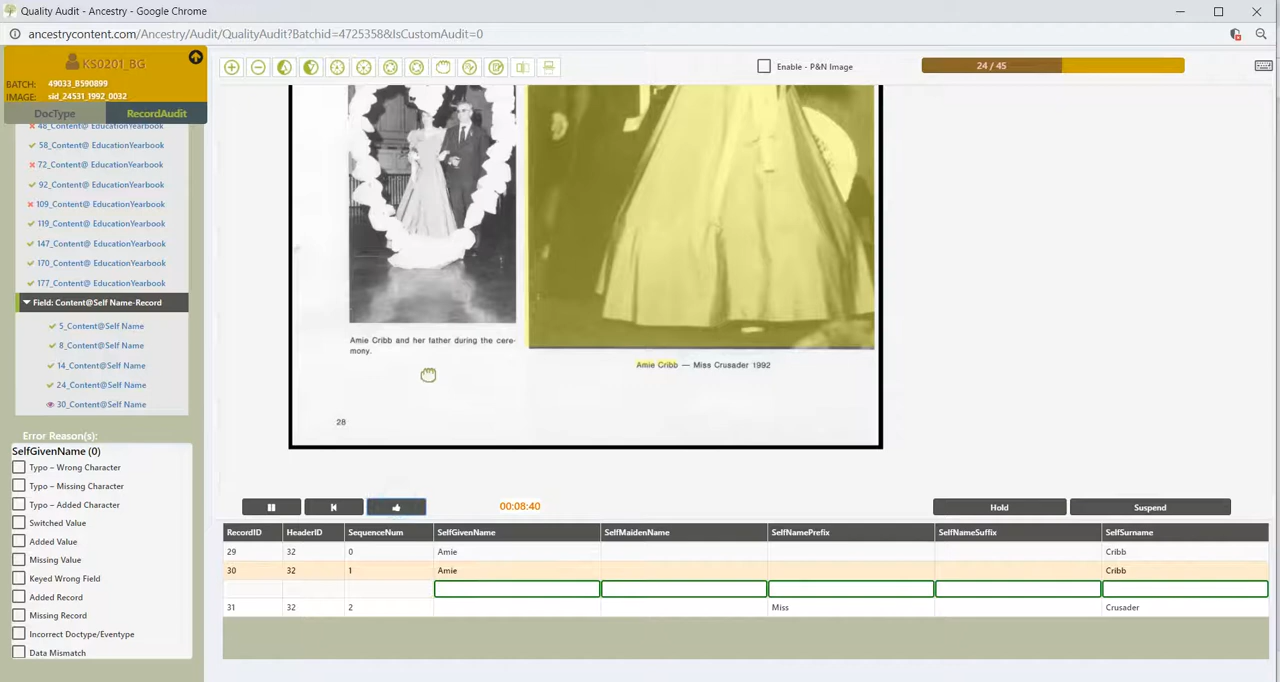 Quality Audit - Ancestry - Google Chrome
ancestrycontent.com/Ancestry/Audit/QualityAudit?Batchid=4725358&IsCustomAudit=0
KS0201_BG
BATCH: 49033_B590899
IMAGE: sid_24531_1992_0032
DocType RecordAudit
Enable - P&N Image
24 / 45
48_Content@ EducationYearbook
58_Content@ EducationYearbook
72_Content@ EducationYearbook
92_Content@ EducationYearbook
109_Content@ EducationYearbook
119_Content@ EducationYearbook
147_Content@ EducationYearbook
170_Content@ EducationYearbook
177_Content@ EducationYearbook
Field: Content@Self Name-Record
5_Content@Self Name
8_Content@Self Name
14_Content@Self Name
24_Content@Self Name
30_Content@Self Name
Error Reason(s):
SelfGivenName (0)
Typo – Wrong Character
Typo – Missing Character
Typo – Added Character
Switched Value
Added Value
Missing Value
Keyed Wrong Field
Added Record
Missing Record
Incorrect Doctype/Eventype
Data Mismatch
Amie Cribb and her father during the cere-
mony.
Amie Cribb — Miss Crusader 1992
28
00:08:40
Hold Suspend
RecordID HeaderID SequenceNum SelfGivenName SelfMaidenName SelfNamePrefix SelfNameSuffix SelfSurname
29 32 0 Amie Cribb
30 32 1 Amie Cribb
31 32 2 Miss Crusader